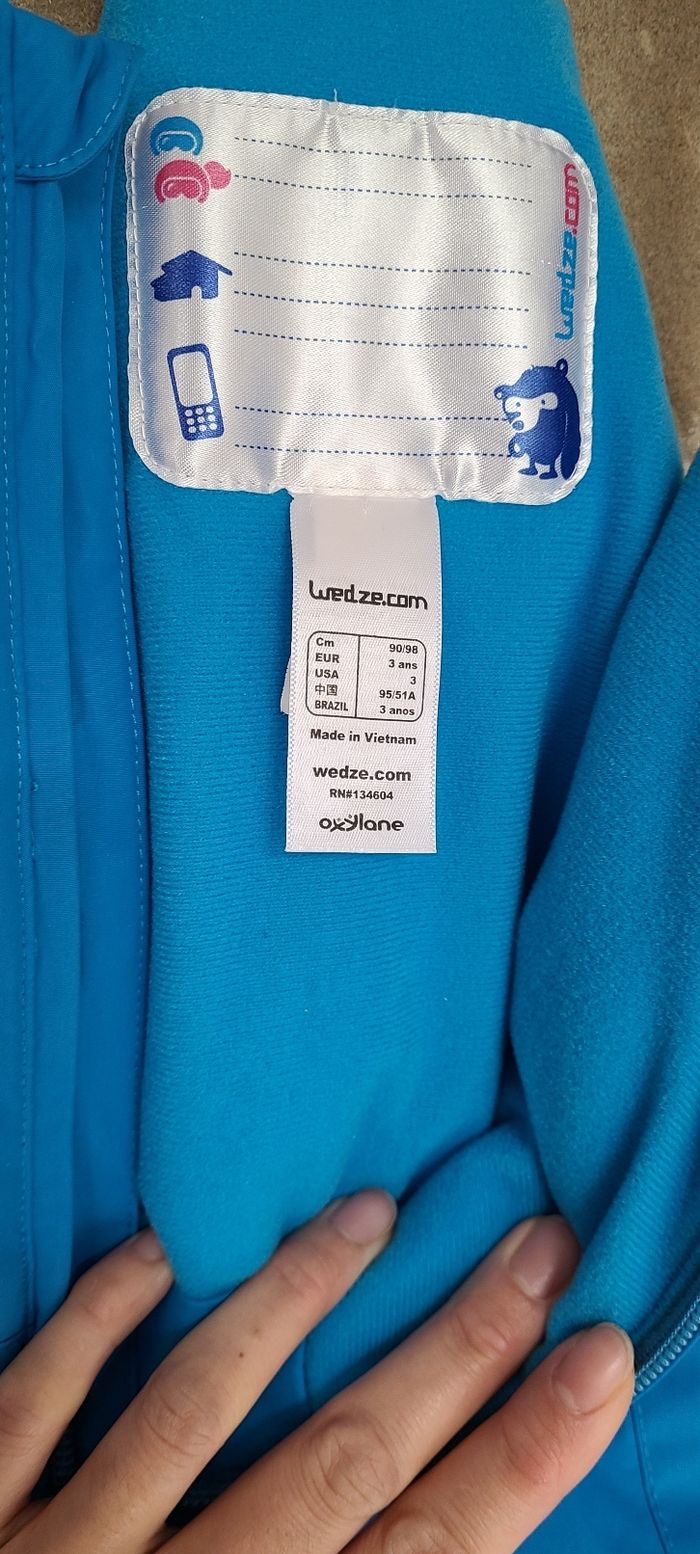 wedze.com
wedze.com
Cm 90/98
EUR 3 ans
USA 3
中国 95/51A
BRAZIL 3 anos
Made in Vietnam
wedze.com
RN#134604
oxylane